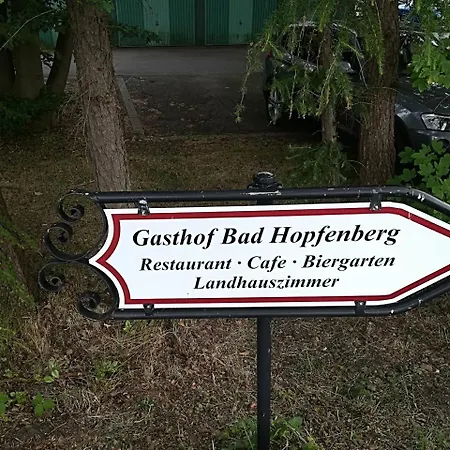 Gasthof Bad Hopfenberg
Restaurant · Cafe · Biergarten
Landhauszimmer